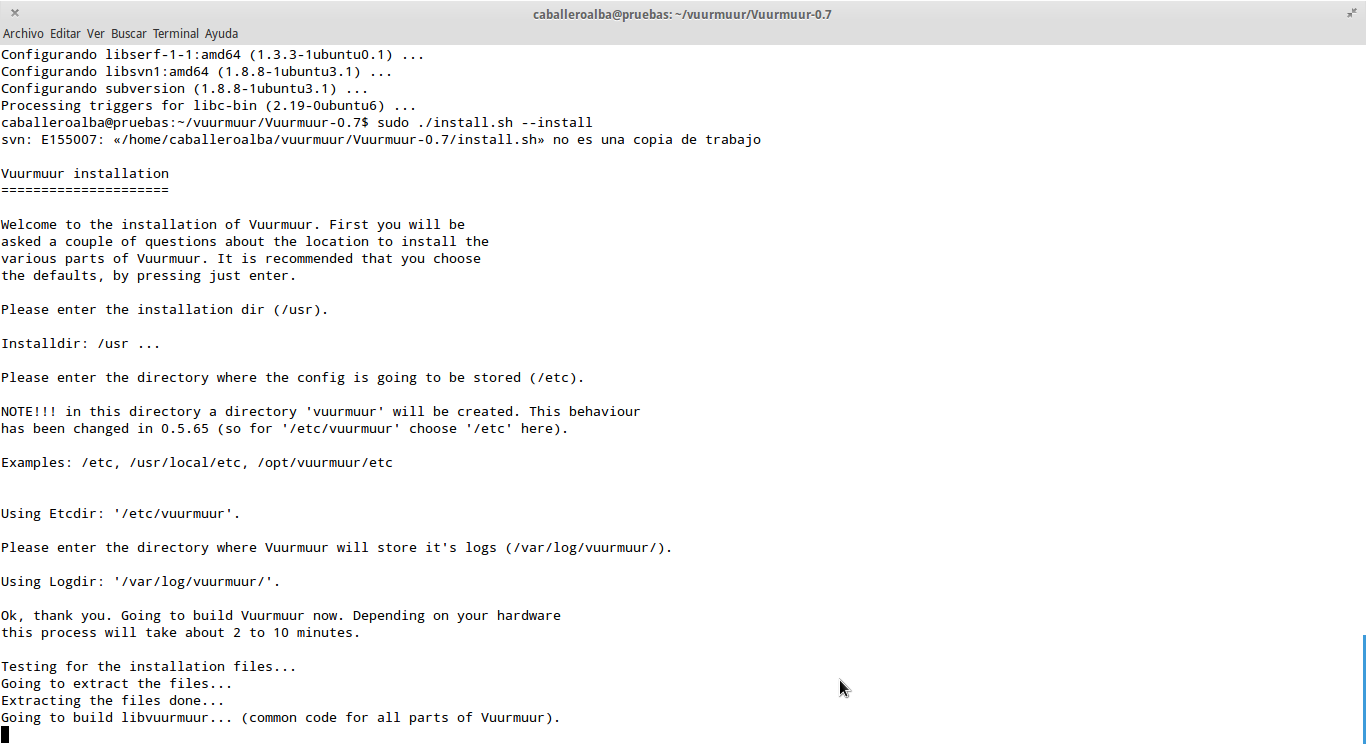 caballeroalba@pruebas: ~/vuurmuur/Vuurmuur-0.7
Archivo Editar Ver Buscar Terminal Ayuda
Configurando libserf-1-1:amd64 (1.3.3-1ubuntu0.1) ...
Configurando libsvn1:amd64 (1.8.8-1ubuntu3.1) ...
Configurando subversion (1.8.8-1ubuntu3.1) ...
Processing triggers for libc-bin (2.19-0ubuntu6) ...
caballeroalba@pruebas:~/vuurmuur/Vuurmuur-0.7$ sudo ./install.sh --install
svn: E155007: «/home/caballeroalba/vuurmuur/Vuurmuur-0.7/install.sh» no es una copia de trabajo
Vuurmuur installation
=====================
Welcome to the installation of Vuurmuur. First you will be
asked a couple of questions about the location to install the
various parts of Vuurmuur. It is recommended that you choose
the defaults, by pressing just enter.
Please enter the installation dir (/usr).
Installdir: /usr ...
Please enter the directory where the config is going to be stored (/etc).
NOTE!!! in this directory a directory 'vuurmuur' will be created. This behaviour
has been changed in 0.5.65 (so for '/etc/vuurmuur' choose '/etc' here).
Examples: /etc, /usr/local/etc, /opt/vuurmuur/etc
Using Etcdir: '/etc/vuurmuur'.
Please enter the directory where Vuurmuur will store it's logs (/var/log/vuurmuur/).
Using Logdir: '/var/log/vuurmuur/'.
Ok, thank you. Going to build Vuurmuur now. Depending on your hardware
this process will take about 2 to 10 minutes.
Testing for the installation files...
Going to extract the files...
Extracting the files done...
Going to build libvuurmuur... (common code for all parts of Vuurmuur).